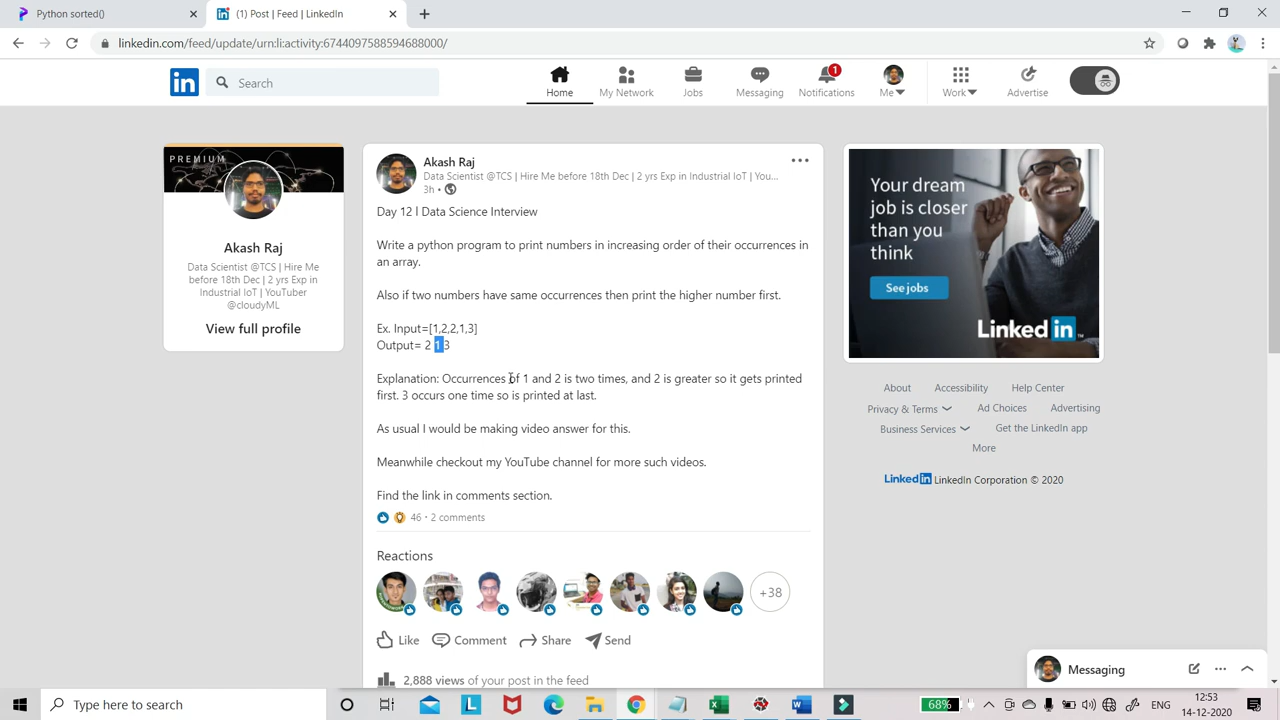 Python sorted()
(1) Post | Feed | LinkedIn
linkedin.com/feed/update/urn:li:activity:6744097588594688000/
in
Search
Home
My Network
Jobs
Messaging
1
Notifications
Me
Work
Advertise
PREMIUM
Akash Raj
Data Scientist @TCS | Hire Me
before 18th Dec | 2 yrs Exp in
Industrial IoT | YouTuber
@cloudyML
View full profile
Akash Raj
Data Scientist @TCS | Hire Me before 18th Dec | 2 yrs Exp in Industrial IoT | You...
3h •
Day 12 l Data Science Interview
Write a python program to print numbers in increasing order of their occurrences in
an array.
Also if two numbers have same occurrences then print the higher number first.
Ex. Input=[1,2,2,1,3]
Output= 2 1 3
Explanation: Occurrences of 1 and 2 is two times, and 2 is greater so it gets printed
first. 3 occurs one time so is printed at last.
As usual I would be making video answer for this.
Meanwhile checkout my YouTube channel for more such videos.
Find the link in comments section.
46 · 2 comments
Reactions
+38
Like
Comment
Share
Send
2,888 views of your post in the feed
Your dream
job is closer
than you
think
See jobs
Linked in
About
Accessibility
Help Center
Privacy & Terms
Ad Choices
Advertising
Business Services
Get the LinkedIn app
More
Linked in LinkedIn Corporation © 2020
Messaging
Type here to search
68%
ENG
12:53
14-12-2020